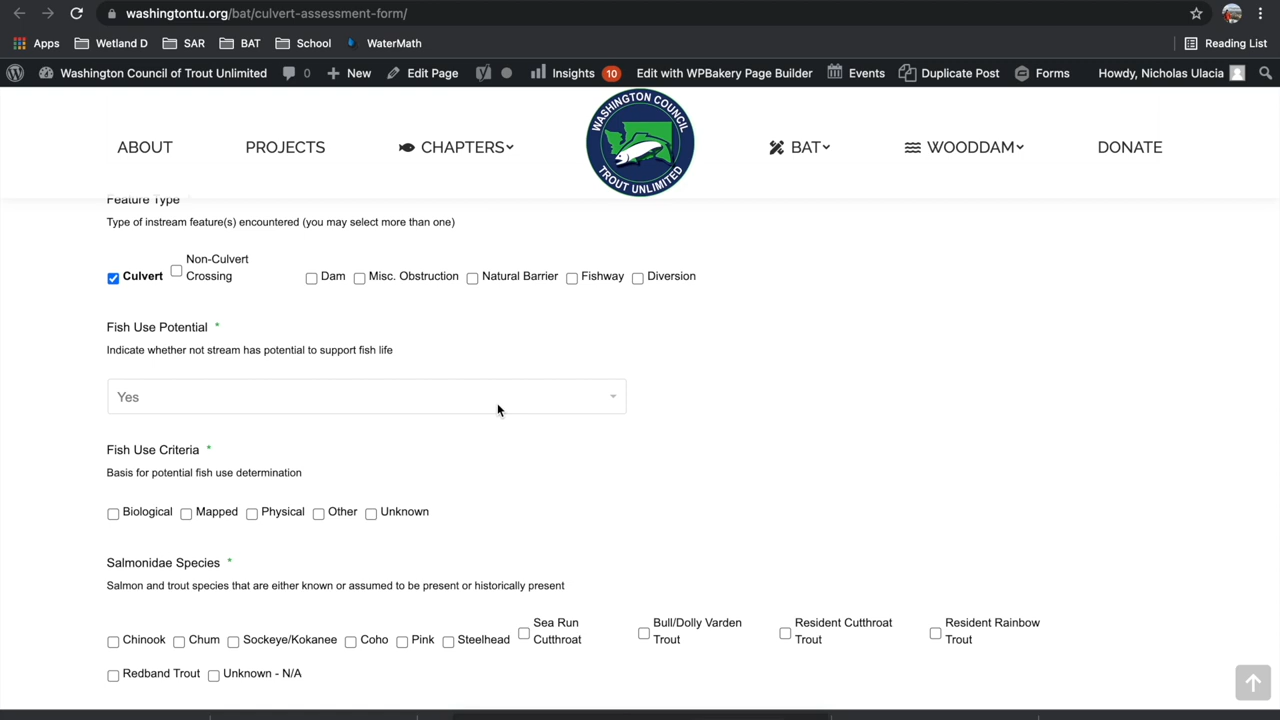 washingtontu.org/bat/culvert-assessment-form/
Apps Wetland D SAR BAT School WaterMath Reading List
Washington Council of Trout Unlimited 0 New Edit Page Insights 10 Edit with WPBakery Page Builder Events Duplicate Post Forms Howdy, Nicholas Ulacia
WASHINGTON COUNCIL
TROUT UNLIMITED
ABOUT PROJECTS CHAPTERS BAT WOODDAM DONATE
Feature Type
Type of instream feature(s) encountered (you may select more than one)
Culvert Non-Culvert Crossing Dam Misc. Obstruction Natural Barrier Fishway Diversion
Fish Use Potential *
Indicate whether not stream has potential to support fish life
Yes
Fish Use Criteria *
Basis for potential fish use determination
Biological Mapped Physical Other Unknown
Salmonidae Species *
Salmon and trout species that are either known or assumed to be present or historically present
Chinook Chum Sockeye/Kokanee Coho Pink Steelhead Sea Run Cutthroat Bull/Dolly Varden Trout Resident Cutthroat Trout Resident Rainbow Trout
Redband Trout Unknown - N/A